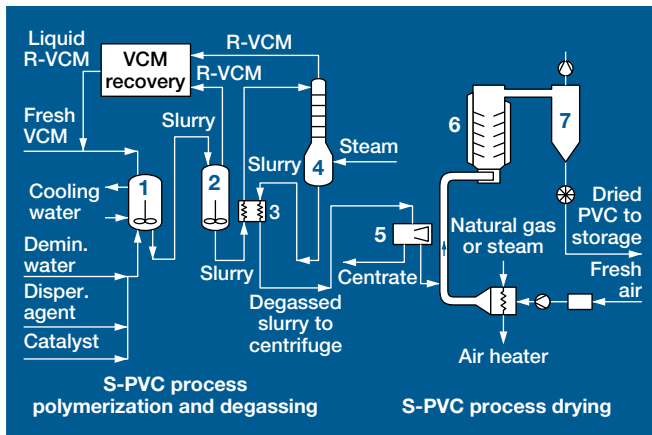 Liquid
R-VCM
VCM
recovery
R-VCM
R-VCM
Fresh
VCM
Slurry
1
2
Slurry
4
Steam
Cooling
water
3
Demin.
water
Slurry
Disper.
agent
Degassed
slurry to
centrifuge
Catalyst
5
Centrate
6
7
Natural gas
or steam
Dried
PVC to
storage
Fresh
air
Air heater
S-PVC process
polymerization and degassing
S-PVC process drying